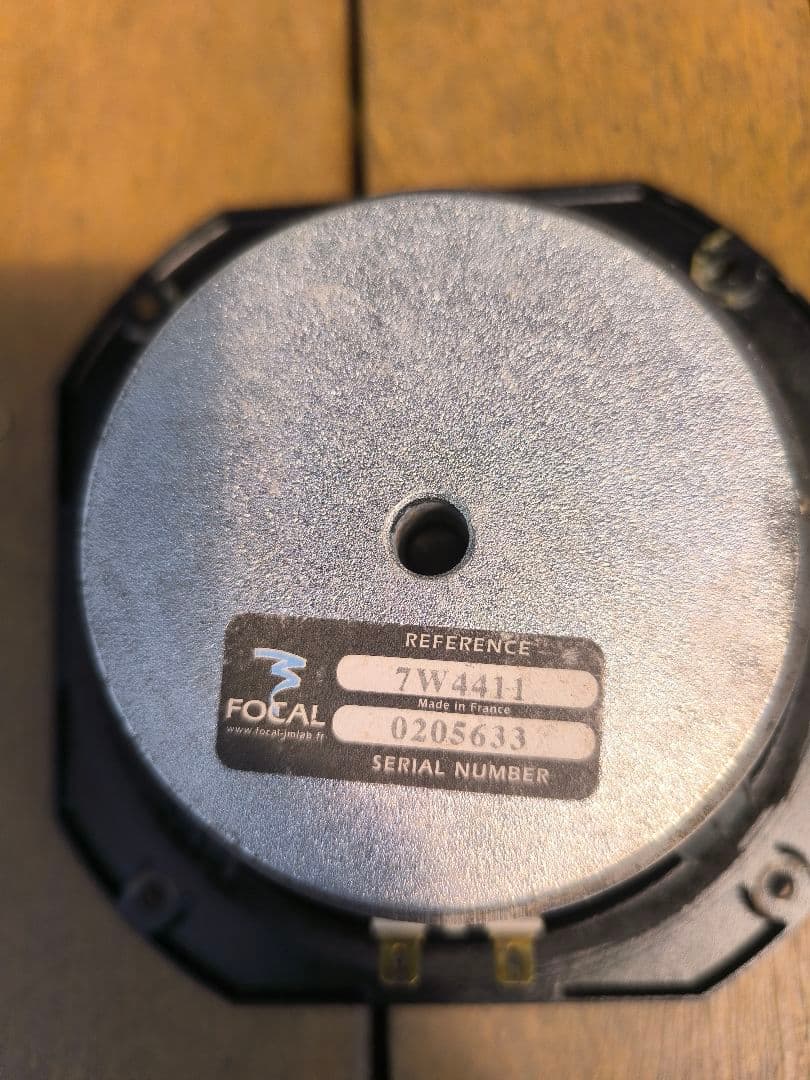 REFERENCE
7W4411
Made in France
FOCAL
www.focal-jmlab.fr
0205633
SERIAL NUMBER